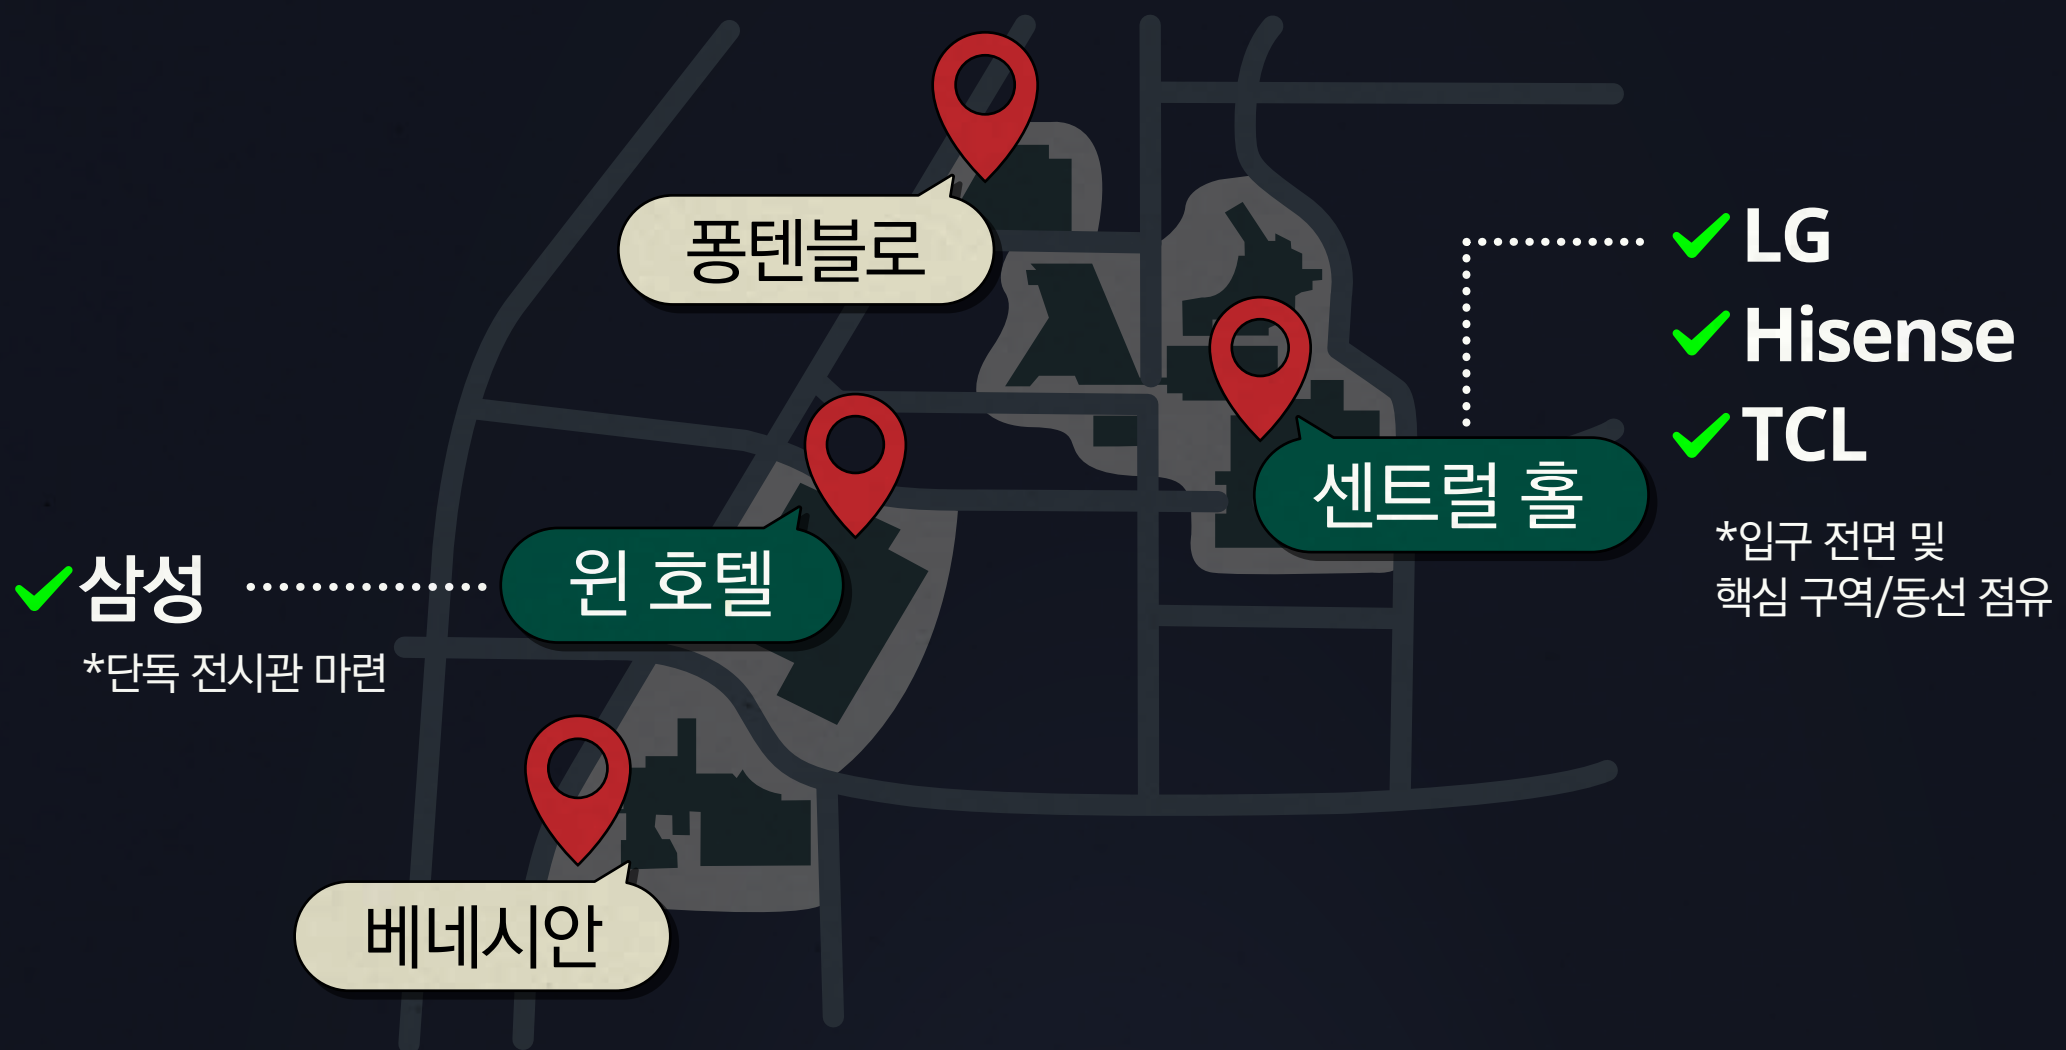 퐁텐블로
LG
Hisense
TCL
센트럴 홀
*입구 전면 및
핵심 구역/동선 점유
윈 호텔
삼성
*단독 전시관 마련
베네시안